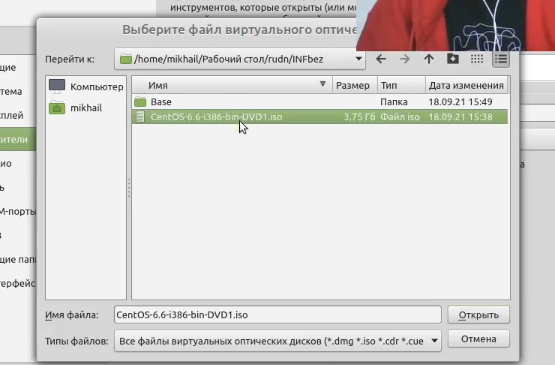 инструментов, которые открыты (или мо
Выберите файл виртуального оптиче
Перейти к: /home/mikhail/Рабочий стол/rudn/INFbez
Компьютер
mikhail
Имя Размер Тип Дата изменения
Base Папка 18.09.21 15:49
CentOS-6.6-i386-bin-DVD1.iso 3,75 Гб Файл iso 18.09.21 15:38
щие
тема
сплей
ители
ио
ь
М-порты
в
щие пап
терфейс
а
Имя файла: CentOS-6.6-i386-bin-DVD1.iso Открыть
Типы файлов: Все файлы виртуальных оптических дисков (*.dmg *.iso *.cdr *.cue Отмена